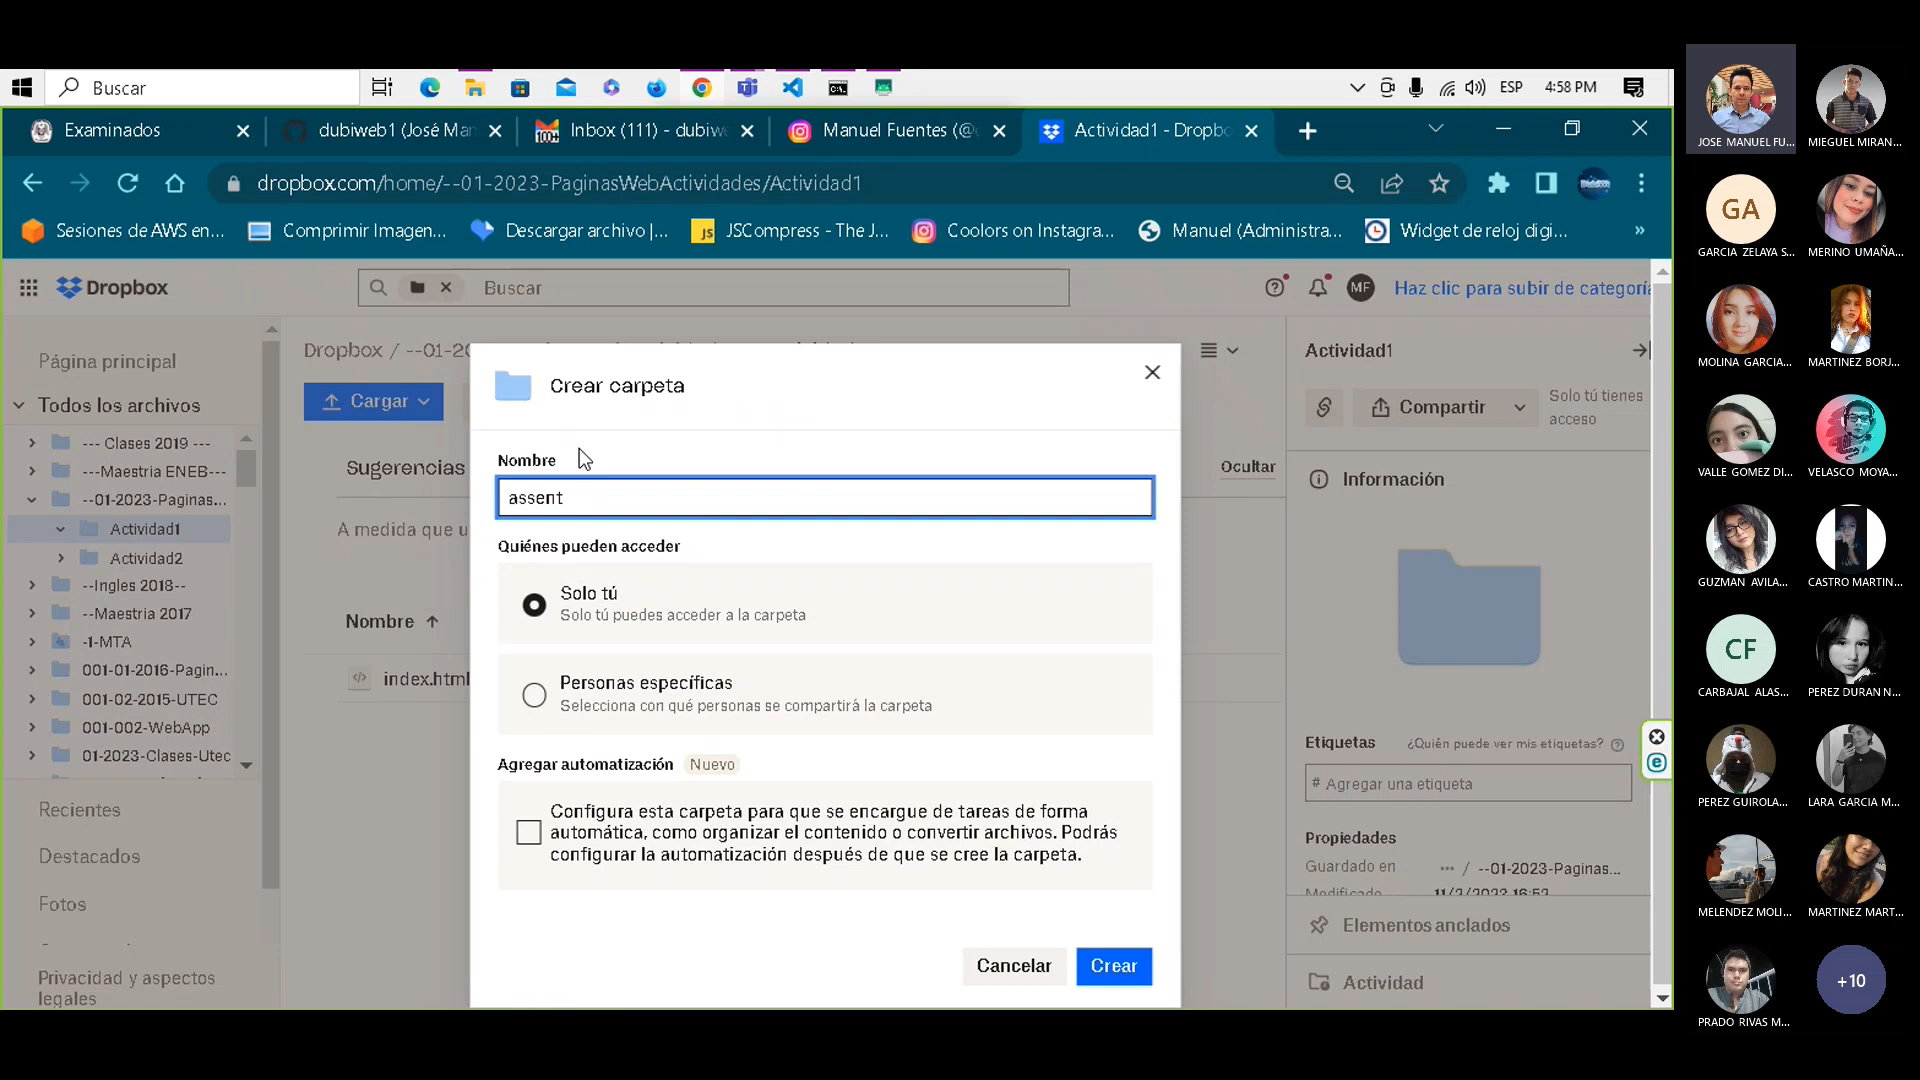 Buscar
ESP
4:58 PM
Examinados
dubiweb1 (José Mar
Inbox (111) - dubiwe
Manuel Fuentes (@
Actividad1 - Dropbo
dropbox.com/home/--01-2023-PaginasWebActividades/Actividad1
Sesiones de AWS en...
Comprimir Imagen...
Descargar archivo |...
JS
JSCompress - The J...
Coolors on Instagra...
Manuel (Administra...
Widget de reloj digi...
»
Dropbox
Buscar
MF
Haz clic para subir de categoría
Página principal
Todos los archivos
--- Clases 2019 ---
---Maestria ENEB---
--01-2023-Paginas...
Actividad1
Actividad2
--Ingles 2018--
--Maestria 2017
-1-MTA
001-01-2016-Pagin...
001-02-2015-UTEC
001-002-WebApp
01-2023-Clases-Utec
Recientes
Destacados
Fotos
Privacidad y aspectos
legales
Dropbox / --01-20
Cargar
Sugerencias
Ocultar
A medida que u
Nombre
index.html
Crear carpeta
Nombre
assent
Quiénes pueden acceder
Solo tú
Solo tú puedes acceder a la carpeta
Personas específicas
Selecciona con qué personas se compartirá la carpeta
Agregar automatización Nuevo
Configura esta carpeta para que se encargue de tareas de forma
automática, como organizar el contenido o convertir archivos. Podrás
configurar la automatización después de que se cree la carpeta.
Cancelar
Crear
Actividad1
Compartir
Solo tú tienes
acceso
Información
Etiquetas
¿Quién puede ver mis etiquetas?
# Agregar una etiqueta
Propiedades
Guardado en
··· / --01-2023-Paginas...
Modificado
11/2/2023 16:52
Elementos anclados
Actividad
JOSE MANUEL FU...
MIEGUEL MIRAN...
GA
GARCIA ZELAYA S...
MERINO UMAÑA...
MOLINA GARCIA...
MARTINEZ BORJ...
VALLE GOMEZ DI...
VELASCO MOYA...
GUZMAN AVILA...
CASTRO MARTIN...
CF
CARBAJAL ALAS...
PEREZ DURAN N...
PEREZ GUIROLA...
LARA GARCIA M...
MELENDEZ MOLI...
MARTINEZ MART...
PRADO RIVAS M...
+10